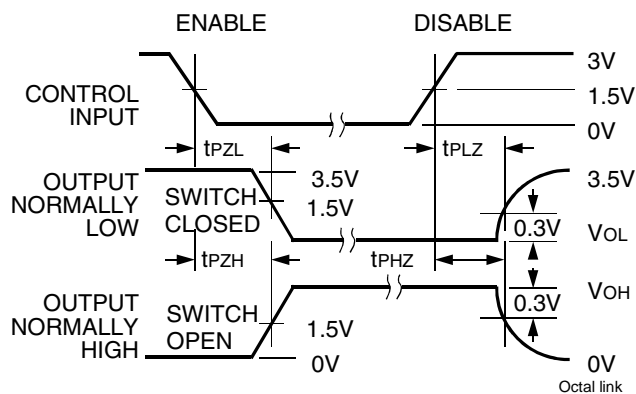 ENABLE DISABLE
3V
CONTROL INPUT
1.5V
0V
tPZL tPLZ
OUTPUT NORMALLY LOW
SWITCH CLOSED
3.5V
1.5V
3.5V
0.3V
VOL
tPZH tPHZ
OUTPUT NORMALLY HIGH
SWITCH OPEN
1.5V
0V
0.3V
VOH
0V
Octal link